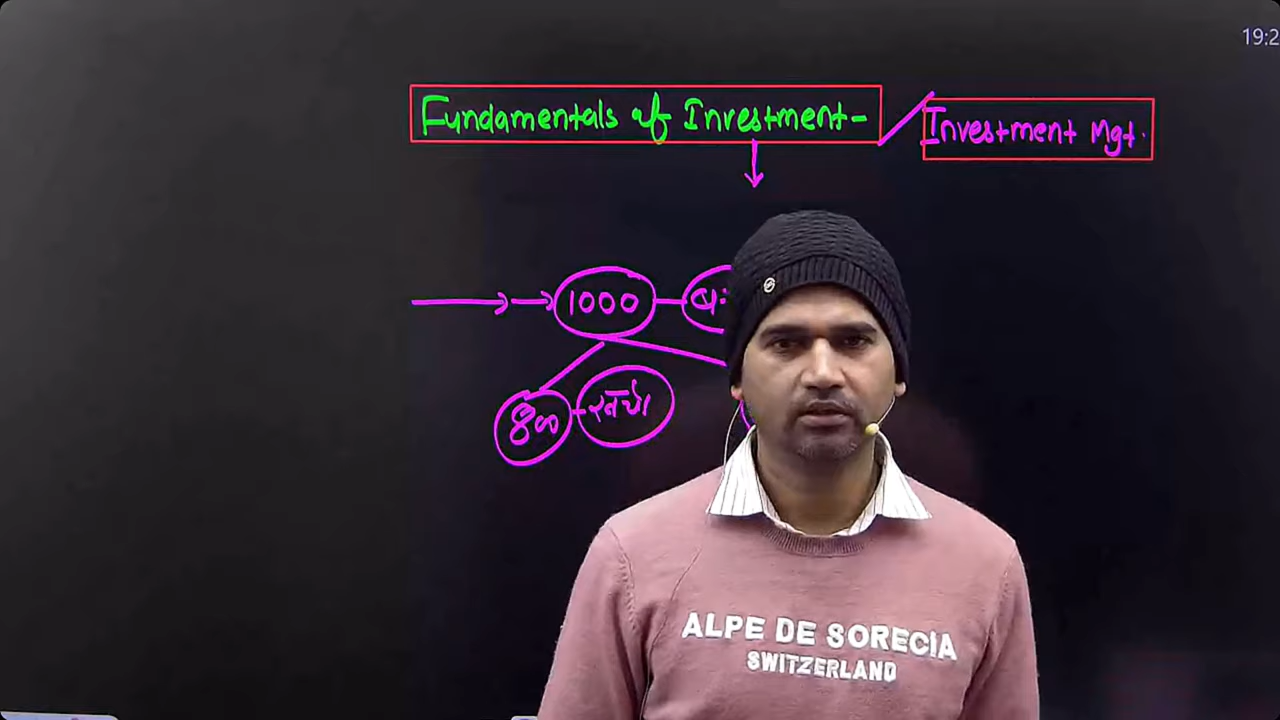 19:2
Fundamentals of Investment-
Investment Mgt.
1000
800
खर्चा
ALPE DE SORECIA
SWITZERLAND